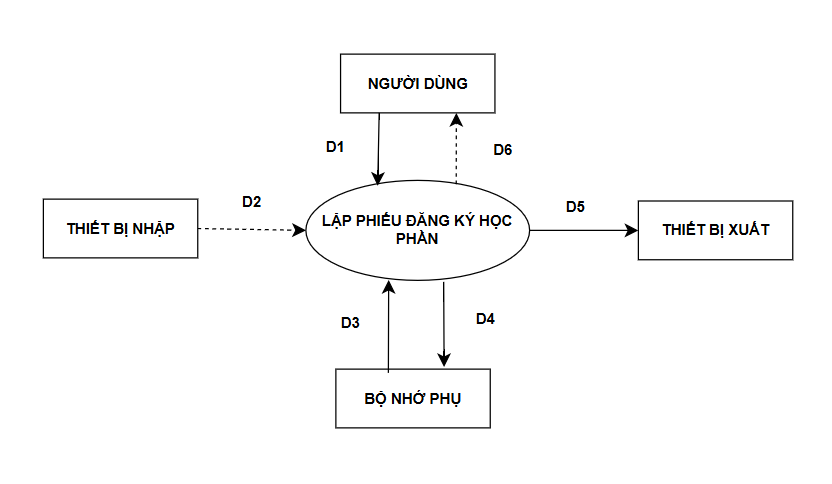 NGƯỜI DÙNG
D1
D6
D2
THIẾT BỊ NHẬP
LẬP PHIẾU ĐĂNG KÝ HỌC
PHẦN
D5
THIẾT BỊ XUẤT
D3
D4
BỘ NHỚ PHỤ